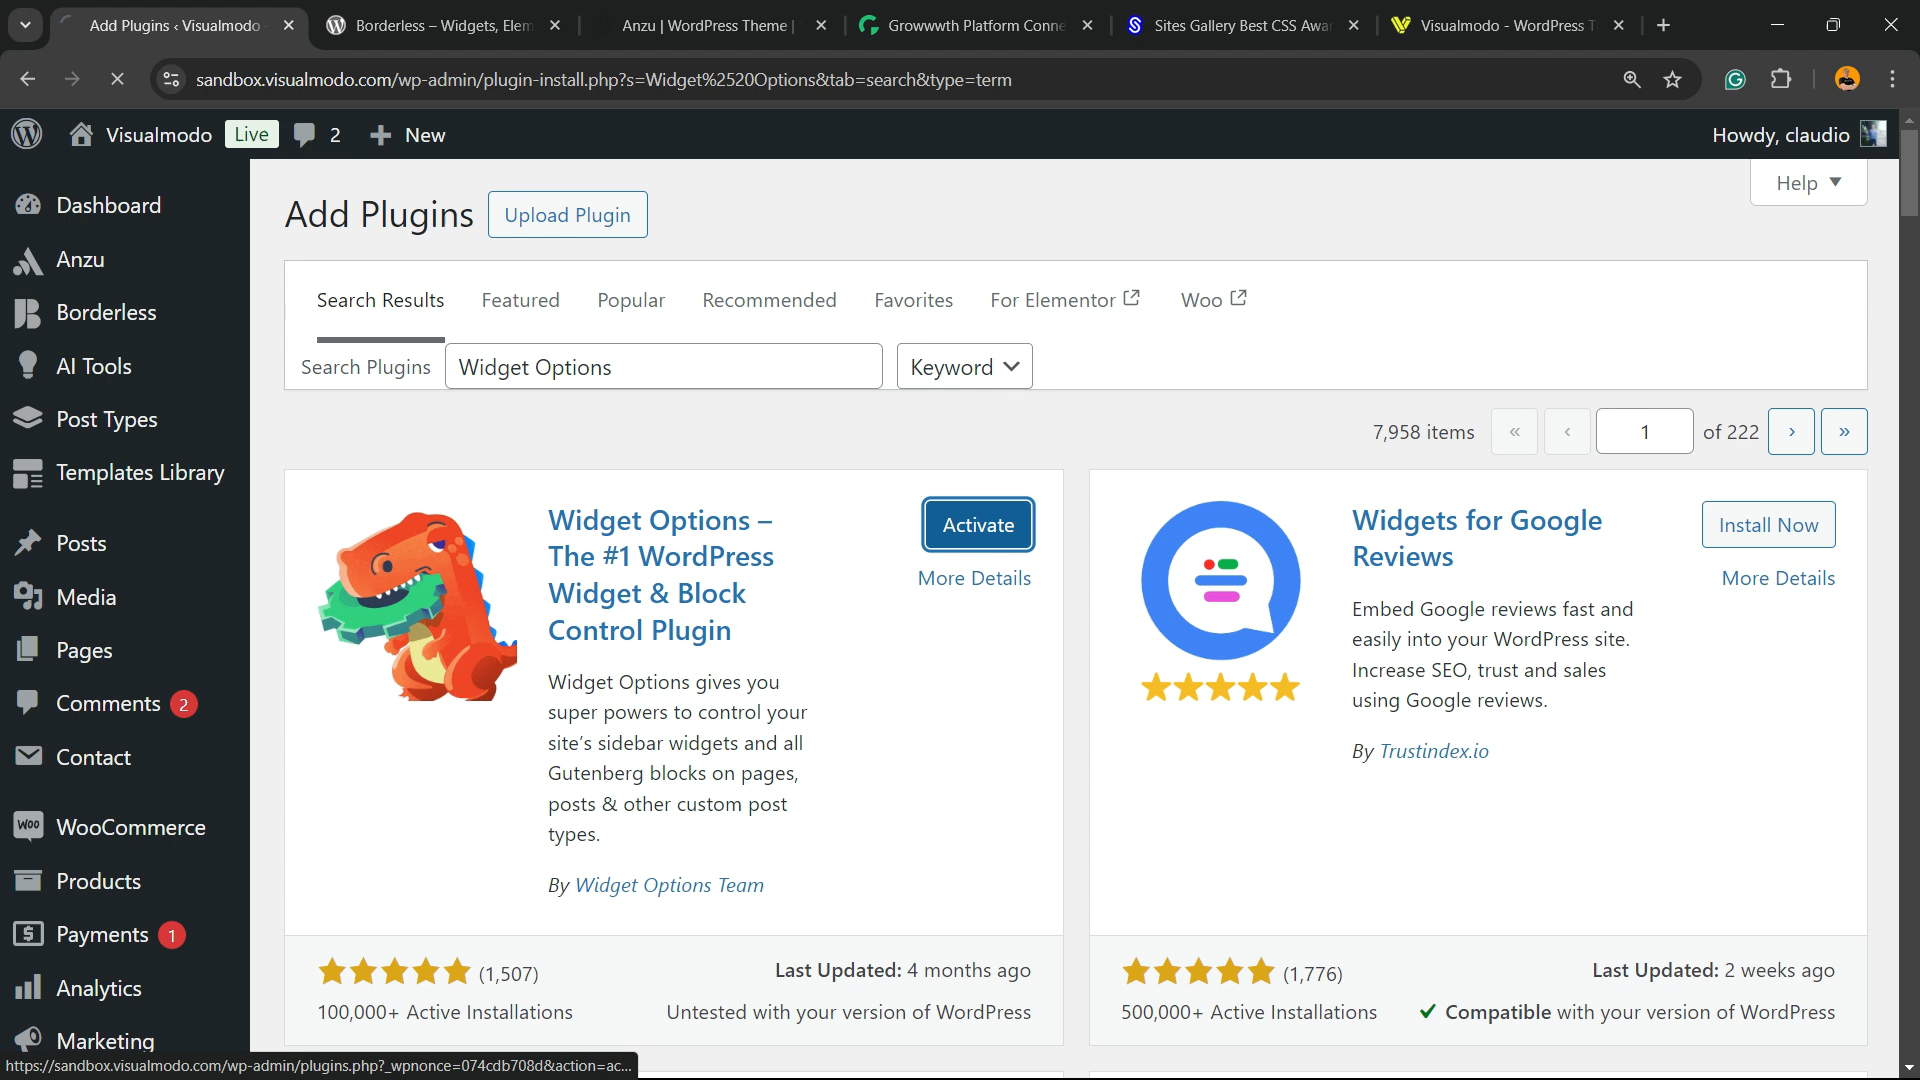 Add Plugins ‹ Visualmodo
Borderless – Widgets, Elem
Anzu | WordPress Theme |
Growwwth Platform Conne
Sites Gallery Best CSS Awar
Visualmodo - WordPress T
sandbox.visualmodo.com/wp-admin/plugin-install.php?s=Widget%2520Options&tab=search&type=term
Visualmodo Live 2 New
Howdy, claudio
Dashboard
Anzu
Borderless
AI Tools
Post Types
Templates Library
Posts
Media
Pages
Comments 2
Contact
WooCommerce
Products
Payments 1
Analytics
Marketing
Help
Add Plugins Upload Plugin
Search Results Featured Popular Recommended Favorites For Elementor Woo
Search Plugins Widget Options Keyword
7,958 items « ‹ 1 of 222 › »
Widget Options –
The #1 WordPress
Widget & Block
Control Plugin
Activate
More Details
Widget Options gives you
super powers to control your
site's sidebar widgets and all
Gutenberg blocks on pages,
posts & other custom post
types.
By Widget Options Team
(1,507)
100,000+ Active Installations
Last Updated: 4 months ago
Untested with your version of WordPress
Widgets for Google
Reviews
Install Now
More Details
Embed Google reviews fast and
easily into your WordPress site.
Increase SEO, trust and sales
using Google reviews.
By Trustindex.io
(1,776)
500,000+ Active Installations
Last Updated: 2 weeks ago
Compatible with your version of WordPress
https://sandbox.visualmodo.com/wp-admin/plugins.php?_wpnonce=074cdb708d&action=ac...